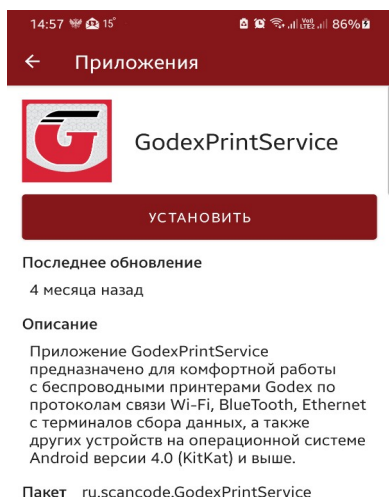 14:57 15° Vo)) LTE2 86%
← Приложения
G
GodexPrintService
УСТАНОВИТЬ
Последнее обновление
4 месяца назад
Описание
Приложение GodexPrintService
предназначено для комфортной работы
с беспроводными принтерами Godex по
протоколам связи Wi-Fi, BlueTooth, Ethernet
с терминалов сбора данных, а также
других устройств на операционной системе
Android версии 4.0 (KitKat) и выше.
Пакет ru.scancode.GodexPrintService